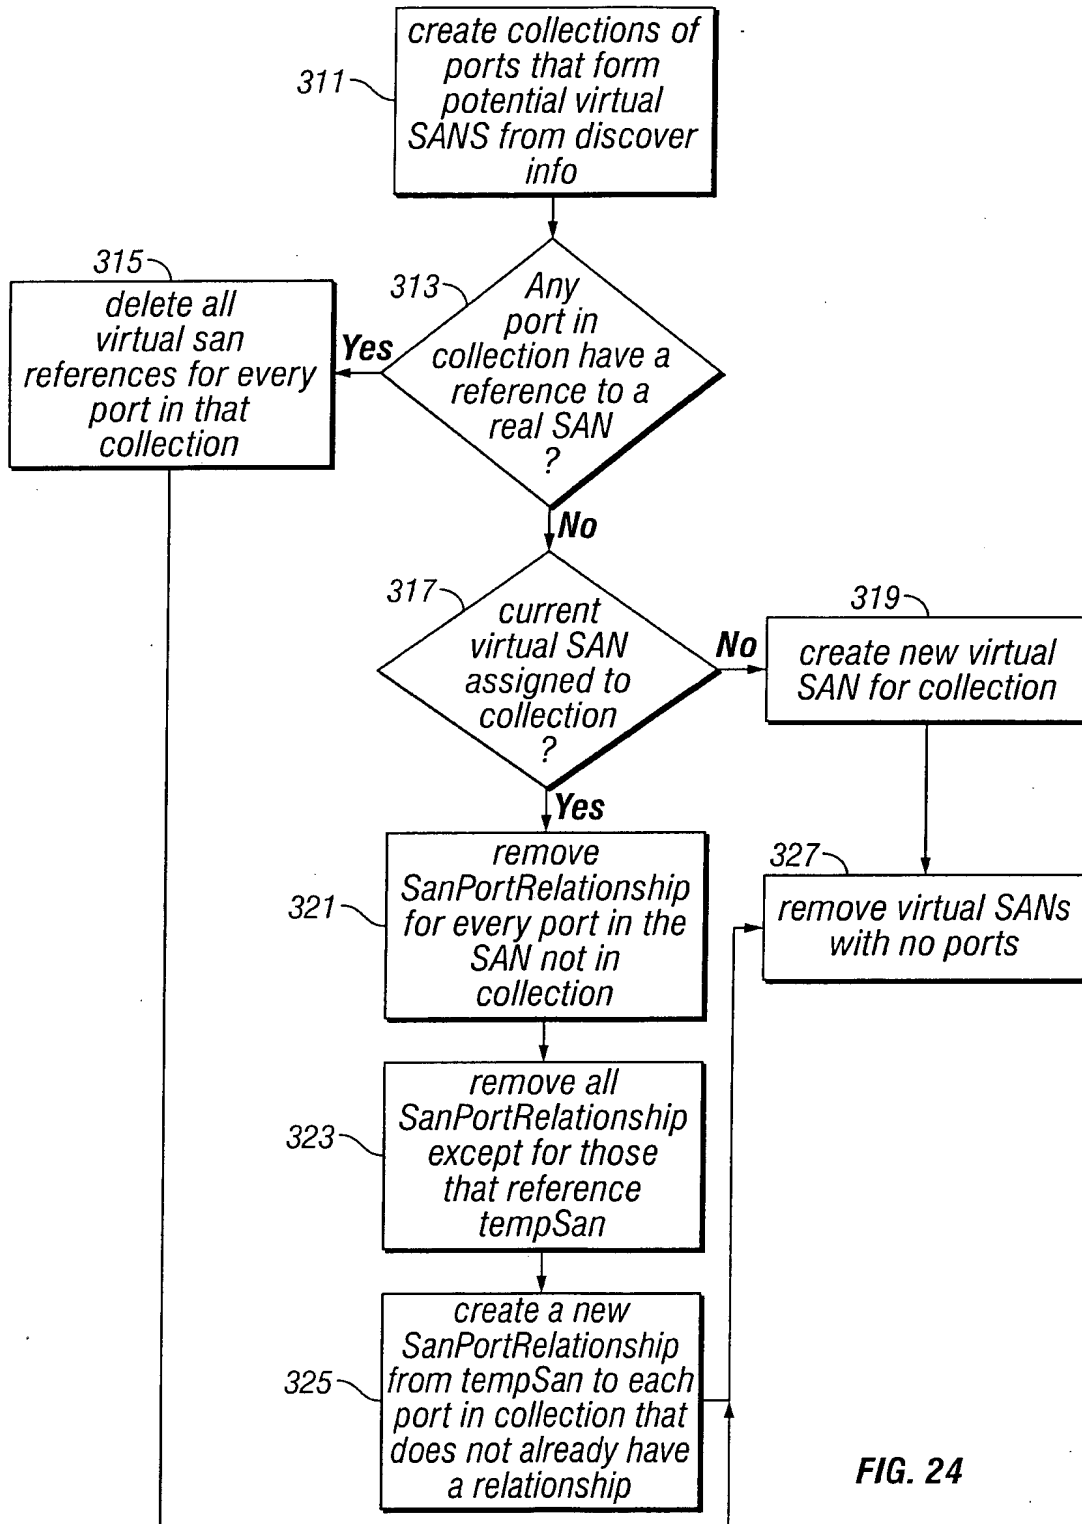 create collections of
ports that form
potential virtual
SANS from discover
info
311
313
Any
port in
collection have a
reference to a
real SAN
?
Yes
315
delete all
virtual san
references for every
port in that
collection
No
317
current
virtual SAN
assigned to
collection
?
No
319
create new virtual
SAN for collection
Yes
321
remove
SanPortRelationship
for every port in the
SAN not in
collection
327
remove virtual SANs
with no ports
323
remove all
SanPortRelationship
except for those
that reference
tempSan
325
create a new
SanPortRelationship
from tempSan to each
port in collection that
does not already have
a relationship
FIG. 24